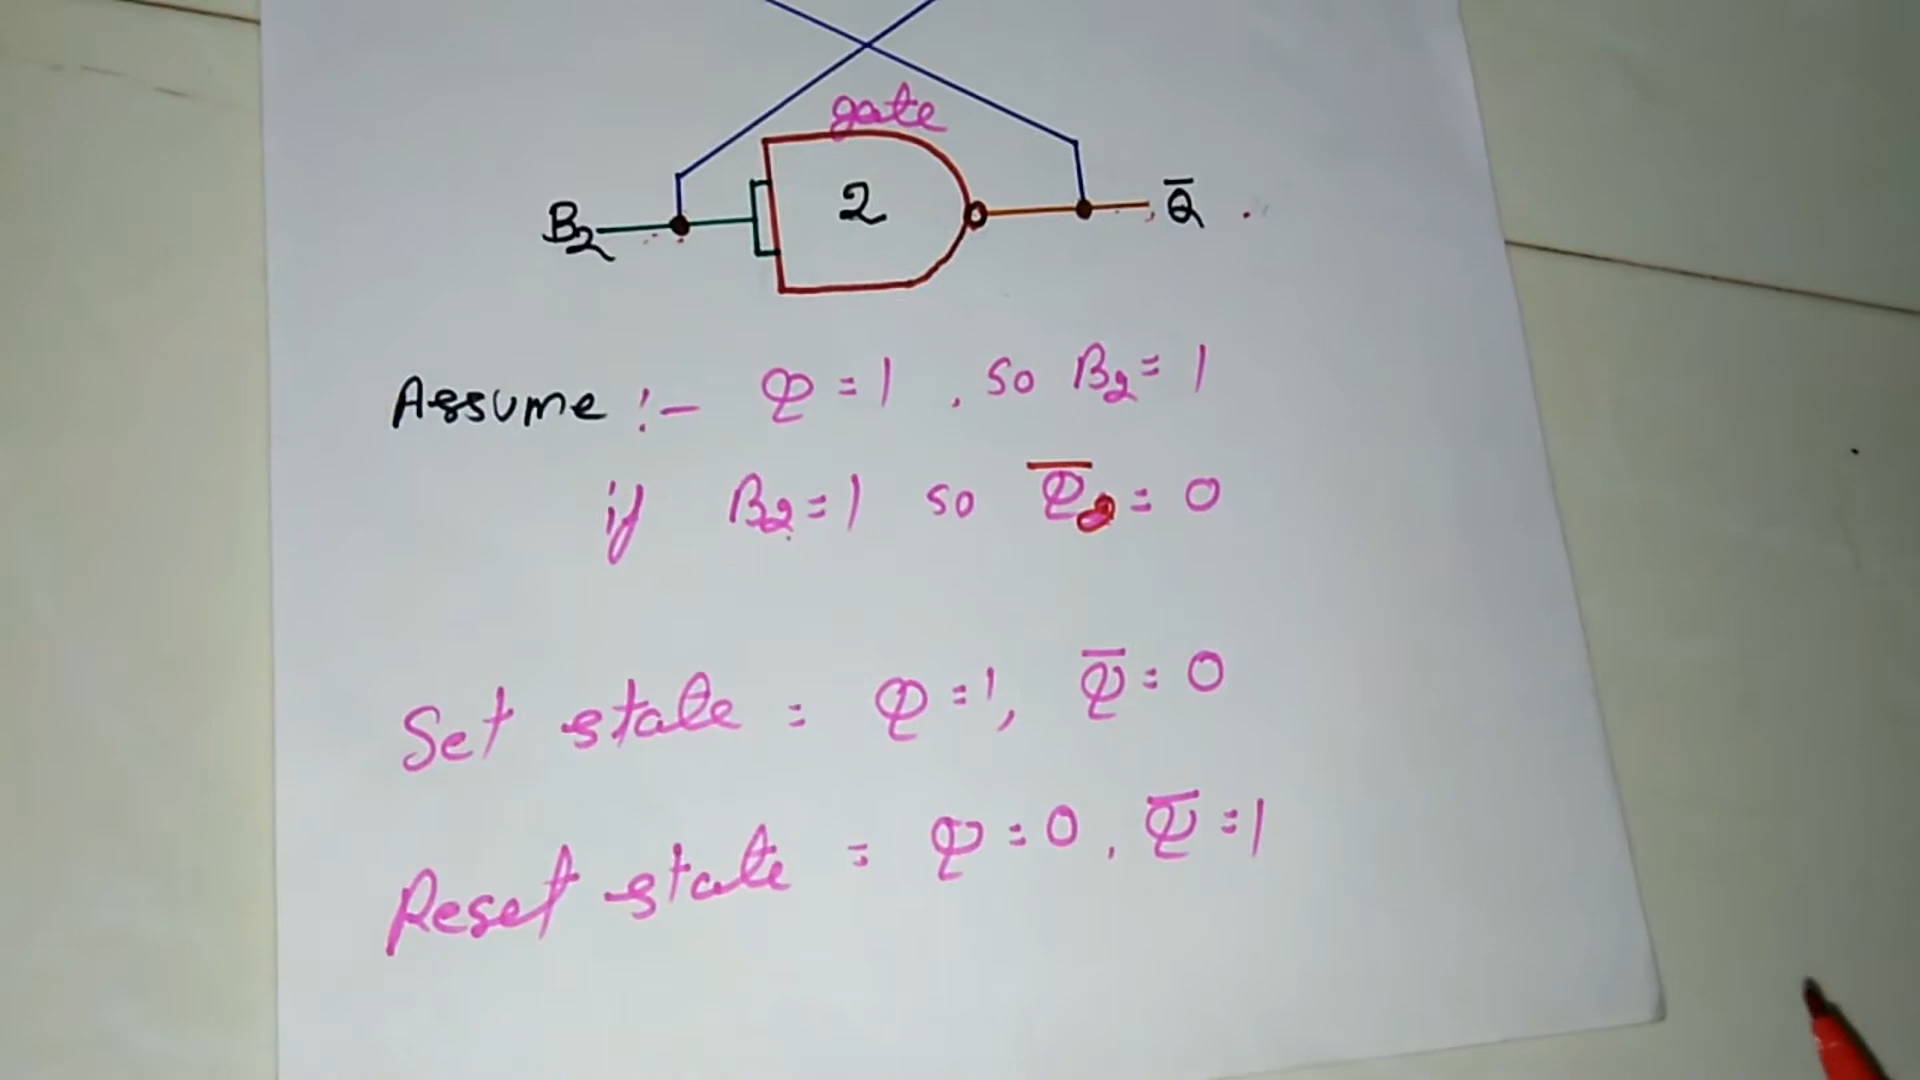 gate
B₂ 2 Q̅
Assume :- Q = 1 , so B₂ = 1
if B₂ = 1 so Q̅ = 0
Set state = Q = 1, Q̅ = 0
Reset state = Q = 0, Q̅ = 1